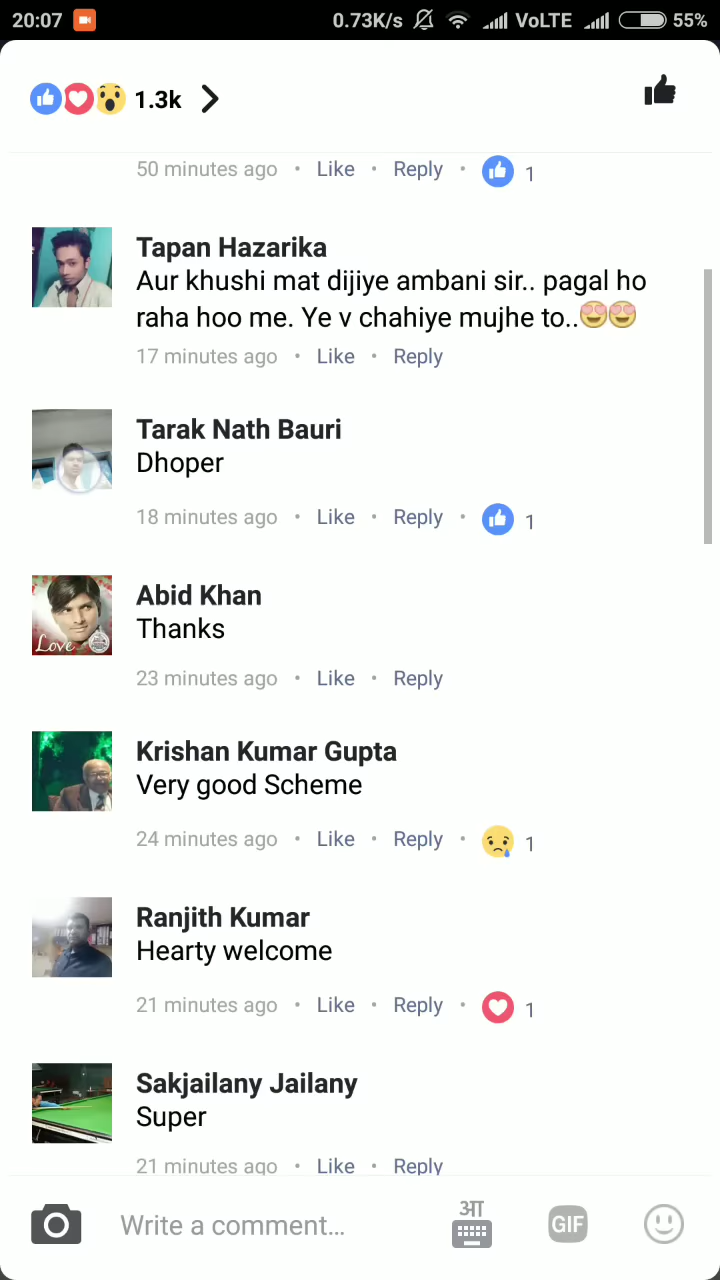 20:07 0.73K/s VoLTE 55%
1.3k
50 minutes ago • Like • Reply • 1
Tapan Hazarika
Aur khushi mat dijiye ambani sir.. pagal ho
raha hoo me. Ye v chahiye mujhe to..😍😍
17 minutes ago • Like • Reply
Tarak Nath Bauri
Dhoper
18 minutes ago • Like • Reply • 1
Abid Khan
Thanks
Love
23 minutes ago • Like • Reply
Krishan Kumar Gupta
Very good Scheme
24 minutes ago • Like • Reply • 1
Ranjith Kumar
Hearty welcome
21 minutes ago • Like • Reply • 1
Sakjailany Jailany
Super
21 minutes ago • Like • Reply
Write a comment... आ GIF